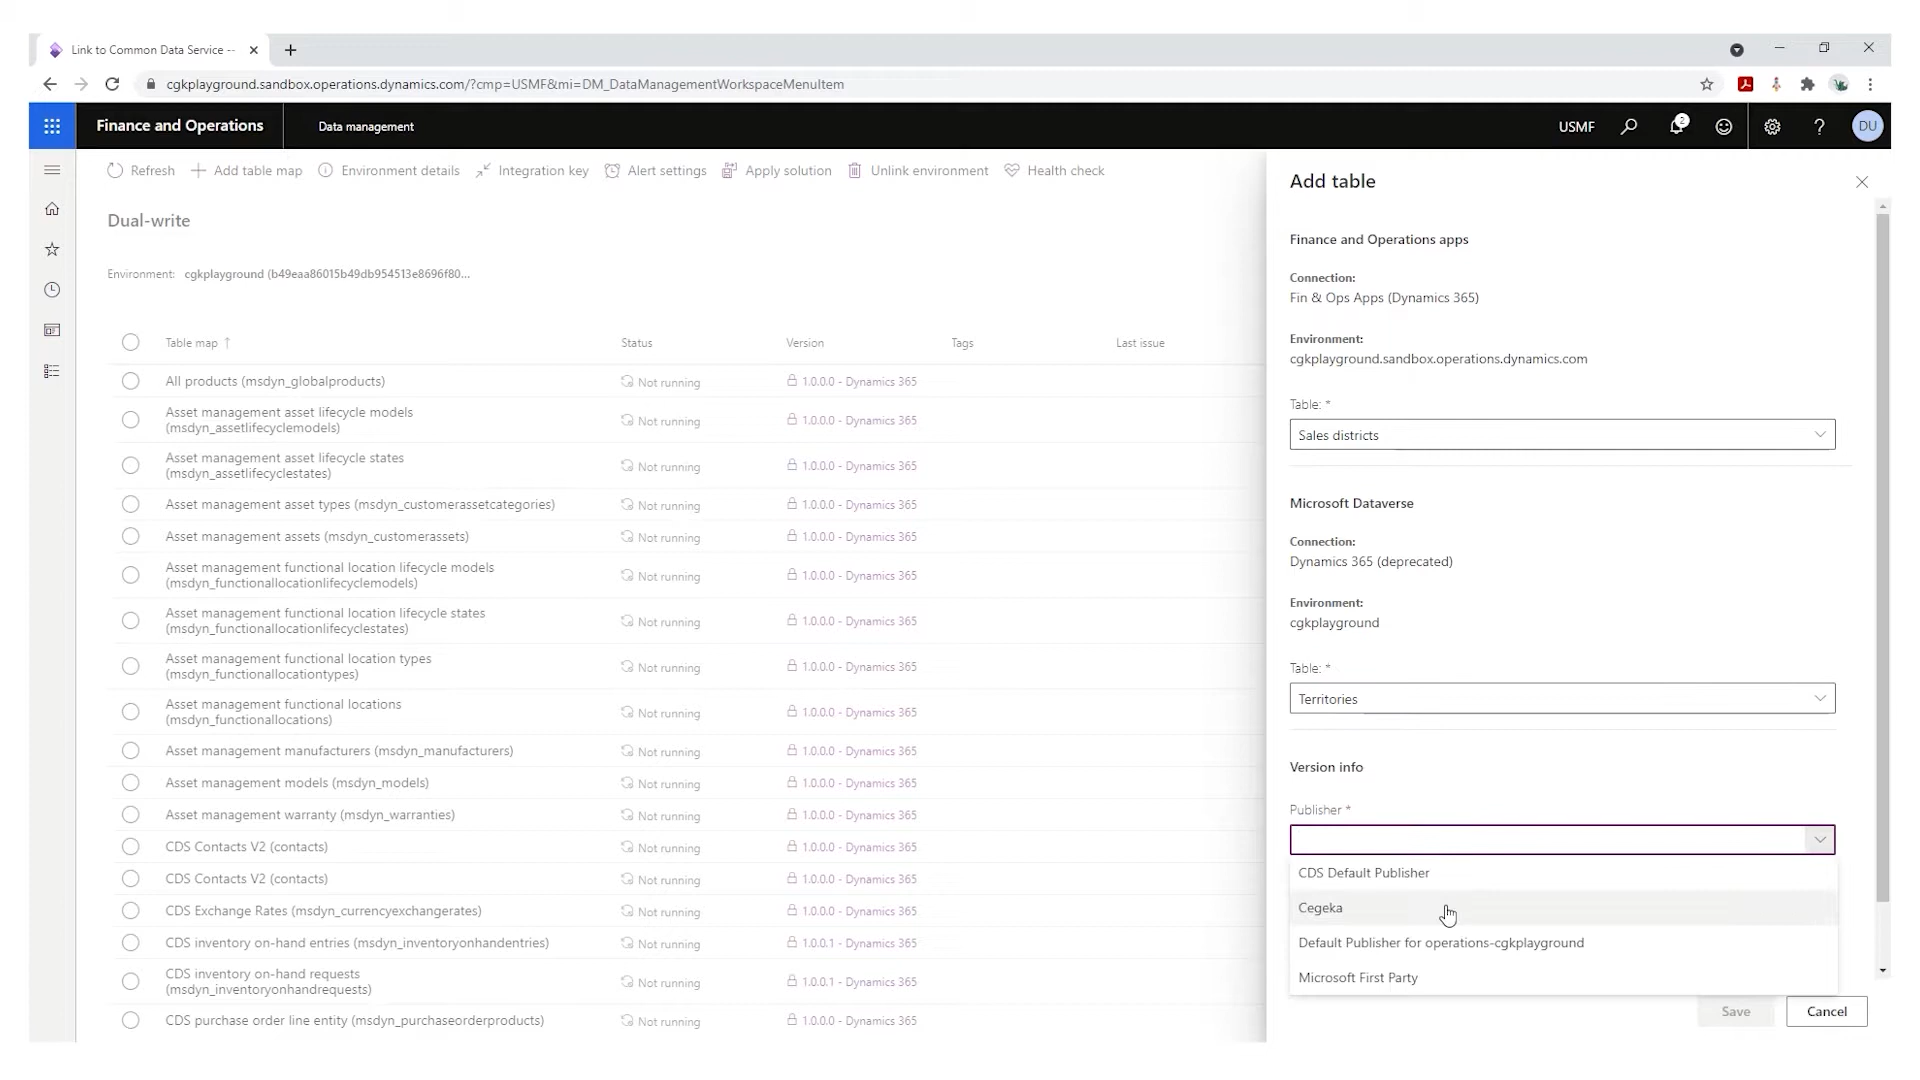 Link to Common Data Service --
cgkplayground.sandbox.operations.dynamics.com/?cmp=USMF&mi=DM_DataManagementWorkspaceMenuItem
Finance and Operations
Data management
USMF
2
DU
Refresh
Add table map
Environment details
Integration key
Alert settings
Apply solution
Unlink environment
Health check
Dual-write
Environment: cgkplayground (b49eaa86015b49db954513e8696f80...
Table map ↑ Status Version Tags Last issue
All products (msdyn_globalproducts) Not running 1.0.0.0 - Dynamics 365
Asset management asset lifecycle models
(msdyn_assetlifecyclemodels) Not running 1.0.0.0 - Dynamics 365
Asset management asset lifecycle states
(msdyn_assetlifecyclestates) Not running 1.0.0.0 - Dynamics 365
Asset management asset types (msdyn_customerassetcategories) Not running 1.0.0.0 - Dynamics 365
Asset management assets (msdyn_customerassets) Not running 1.0.0.0 - Dynamics 365
Asset management functional location lifecycle models
(msdyn_functionallocationlifecyclemodels) Not running 1.0.0.0 - Dynamics 365
Asset management functional location lifecycle states
(msdyn_functionallocationlifecyclestates) Not running 1.0.0.0 - Dynamics 365
Asset management functional location types
(msdyn_functionallocationtypes) Not running 1.0.0.0 - Dynamics 365
Asset management functional locations
(msdyn_functionallocations) Not running 1.0.0.0 - Dynamics 365
Asset management manufacturers (msdyn_manufacturers) Not running 1.0.0.0 - Dynamics 365
Asset management models (msdyn_models) Not running 1.0.0.0 - Dynamics 365
Asset management warranty (msdyn_warranties) Not running 1.0.0.0 - Dynamics 365
CDS Contacts V2 (contacts) Not running 1.0.0.0 - Dynamics 365
CDS Contacts V2 (contacts) Not running 1.0.0.0 - Dynamics 365
CDS Exchange Rates (msdyn_currencyexchangerates) Not running 1.0.0.0 - Dynamics 365
CDS inventory on-hand entries (msdyn_inventoryonhandentries) Not running 1.0.0.1 - Dynamics 365
CDS inventory on-hand requests
(msdyn_inventoryonhandrequests) Not running 1.0.0.1 - Dynamics 365
CDS purchase order line entity (msdyn_purchaseorderproducts) Not running 1.0.0.0 - Dynamics 365
Add table
Finance and Operations apps
Connection:
Fin & Ops Apps (Dynamics 365)
Environment:
cgkplayground.sandbox.operations.dynamics.com
Table: *
Sales districts
Microsoft Dataverse
Connection:
Dynamics 365 (deprecated)
Environment:
cgkplayground
Table: *
Territories
Version info
Publisher *
CDS Default Publisher
Cegeka
Default Publisher for operations-cgkplayground
Microsoft First Party
Save
Cancel